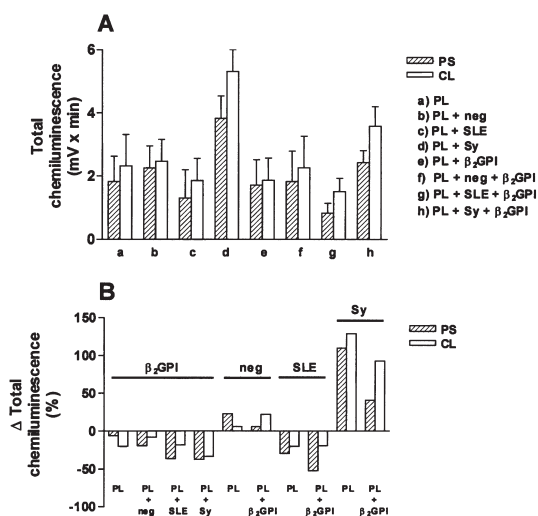 A
6
4
2
0
Total
chemiluminescence
(mV x min)
a b c d e f g h
PS
CL
a) PL
b) PL + neg
c) PL + SLE
d) PL + Sy
e) PL + β₂GPI
f) PL + neg + β₂GPI
g) PL + SLE + β₂GPI
h) PL + Sy + β₂GPI
B
150
100
50
0
-50
-100
Δ Total
chemiluminescence
(%)
β₂GPI neg SLE Sy
PS
CL
PL PL PL PL PL PL PL PL PL PL
+ + + + + +
neg SLE Sy β₂GPI β₂GPI β₂GPI